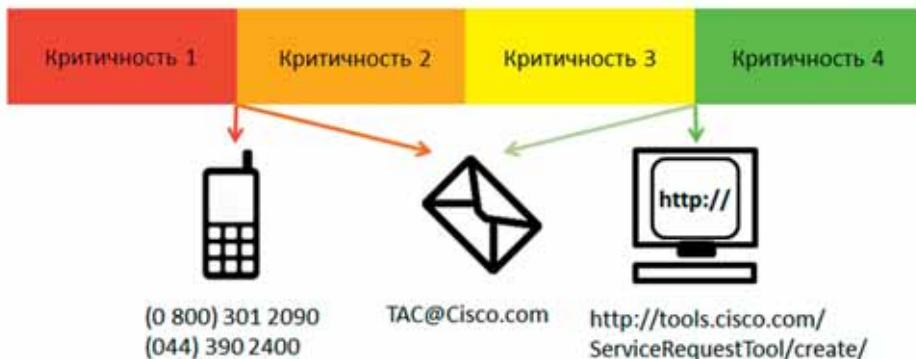 Критичность 1
Критичность 2
Критичность 3
Критичность 4
http://
(0 800) 301 2090
(044) 390 2400
TAC@Cisco.com
http://tools.cisco.com/
ServiceRequestTool/create/